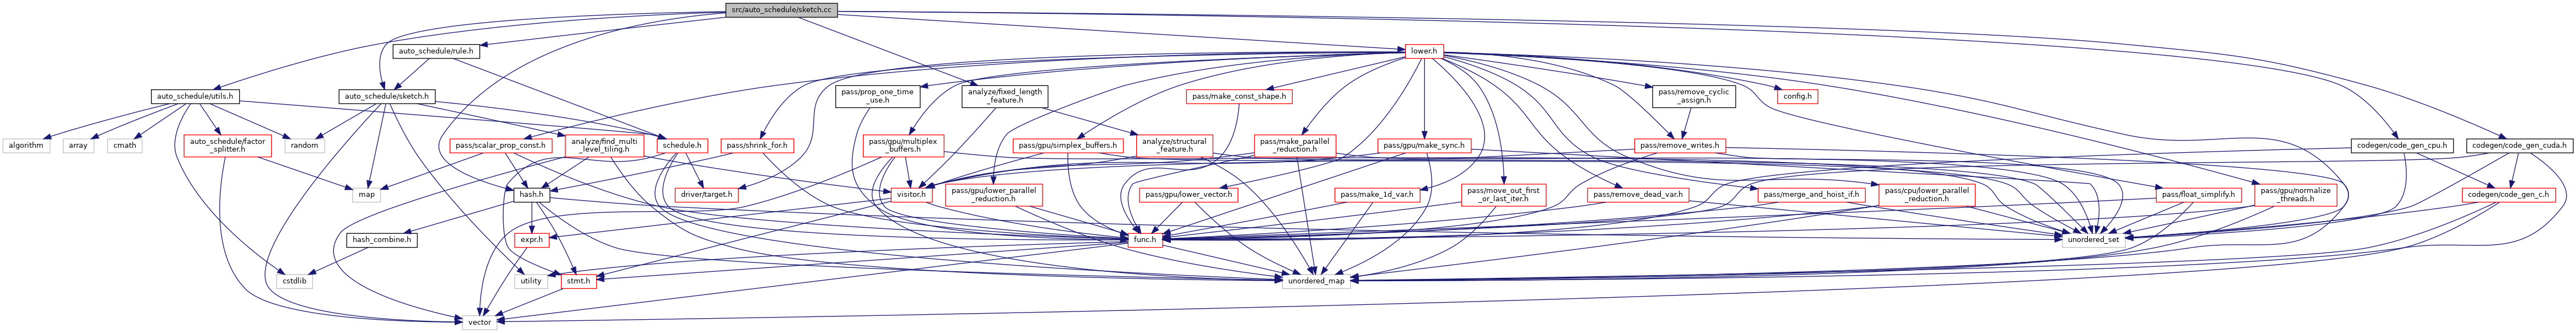 src/auto_schedule/sketch.cc
auto_schedule/rule.h
lower.h
auto_schedule/utils.h
auto_schedule/sketch.h
pass/prop_one_time
_use.h
analyze/fixed_length
_feature.h
pass/make_const_shape.h
pass/remove_cyclic
_assign.h
config.h
algorithm
array
cmath
auto_schedule/factor
_splitter.h
random
pass/scalar_prop_const.h
analyze/find_multi
_level_tiling.h
schedule.h
pass/shrink_for.h
pass/gpu/multiplex
_buffers.h
pass/gpu/simplex_buffers.h
analyze/structural
_feature.h
pass/make_parallel
_reduction.h
pass/gpu/make_sync.h
pass/remove_writes.h
codegen/code_gen_cpu.h
codegen/code_gen_cuda.h
map
hash.h
driver/target.h
visitor.h
pass/gpu/lower_parallel
_reduction.h
pass/gpu/lower_vector.h
pass/make_1d_var.h
pass/move_out_first
_or_last_iter.h
pass/remove_dead_var.h
pass/merge_and_hoist_if.h
pass/cpu/lower_parallel
_reduction.h
pass/float_simplify.h
pass/gpu/normalize
_threads.h
codegen/code_gen_c.h
hash_combine.h
expr.h
func.h
unordered_set
cstdlib
utility
stmt.h
unordered_map
vector